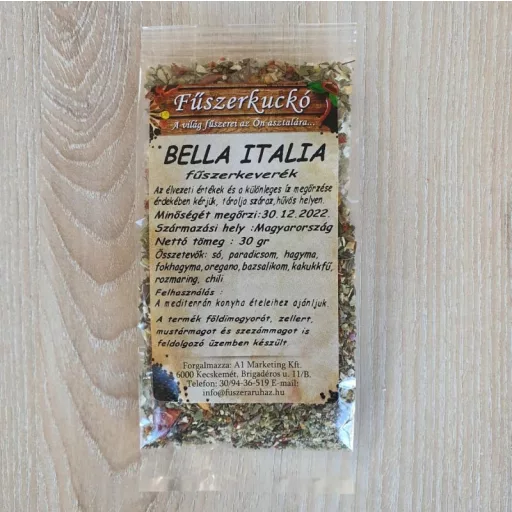 Fűszerkuckó
A világ fűszerei az Ön asztalára...
BELLA ITALIA
fűszerkeverék
Az élvezeti értékek és a különleges íz megőrzése
érdekében kérjük, tárolja száraz, hűvös helyen.
Minőségét megőrzi:30.12.2022.
Származási hely :Magyarország
Nettó tömeg : 30 gr
Összetevők: só, paradicsom, hagyma,
fokhagyma,oregano, bazsalikom, kakukkfű,
rozmaring, chili
Felhasználás :
A mediterrán konyha ételeihez ajánljuk.
A termék földimogyorót, zellert,
mustármagot és szezámmagot is
feldolgozó üzemben készült.
Forgalmazza: A1 Marketing Kft.
6000 Kecskemét, Brigadéros u. 11/B.
Telefon: 30/94-36-519 E-mail:
info@fuszeraruhaz.hu